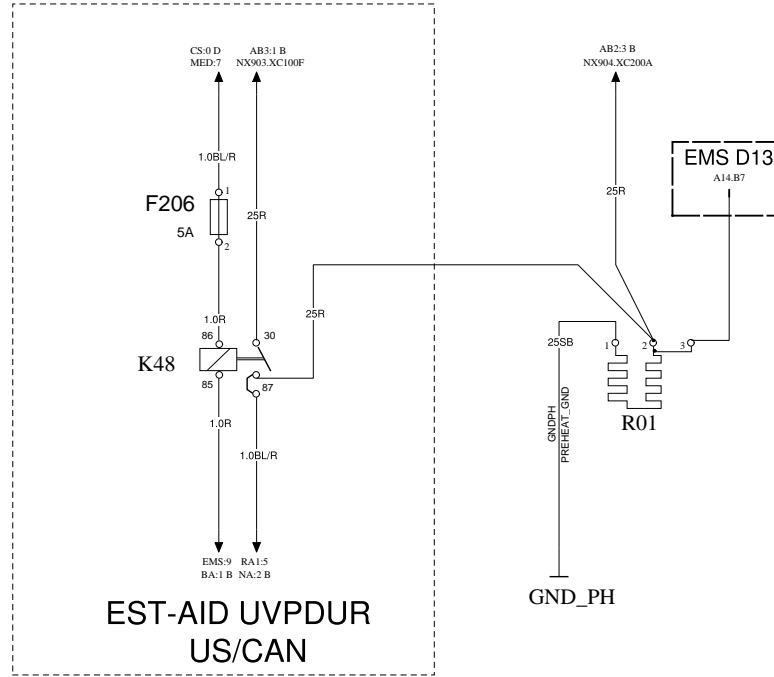 CS:0 D
MED:7
AB3:1 B
NX903.XC100F
AB2:3 B
NX904.XC200A
EMS D13
A14.B7
1.0BL/R
1
F206
5A
2
25R
25R
25R
1.0R
86
30
K48
85
87
1.0R
1.0BL/R
25SB
1
2
3
R01
GNDPH
PREHEAT_GND
GND_PH
EMS:9
BA:1 B
RA1:5
NA:2 B
EST-AID UVPDUR
US/CAN